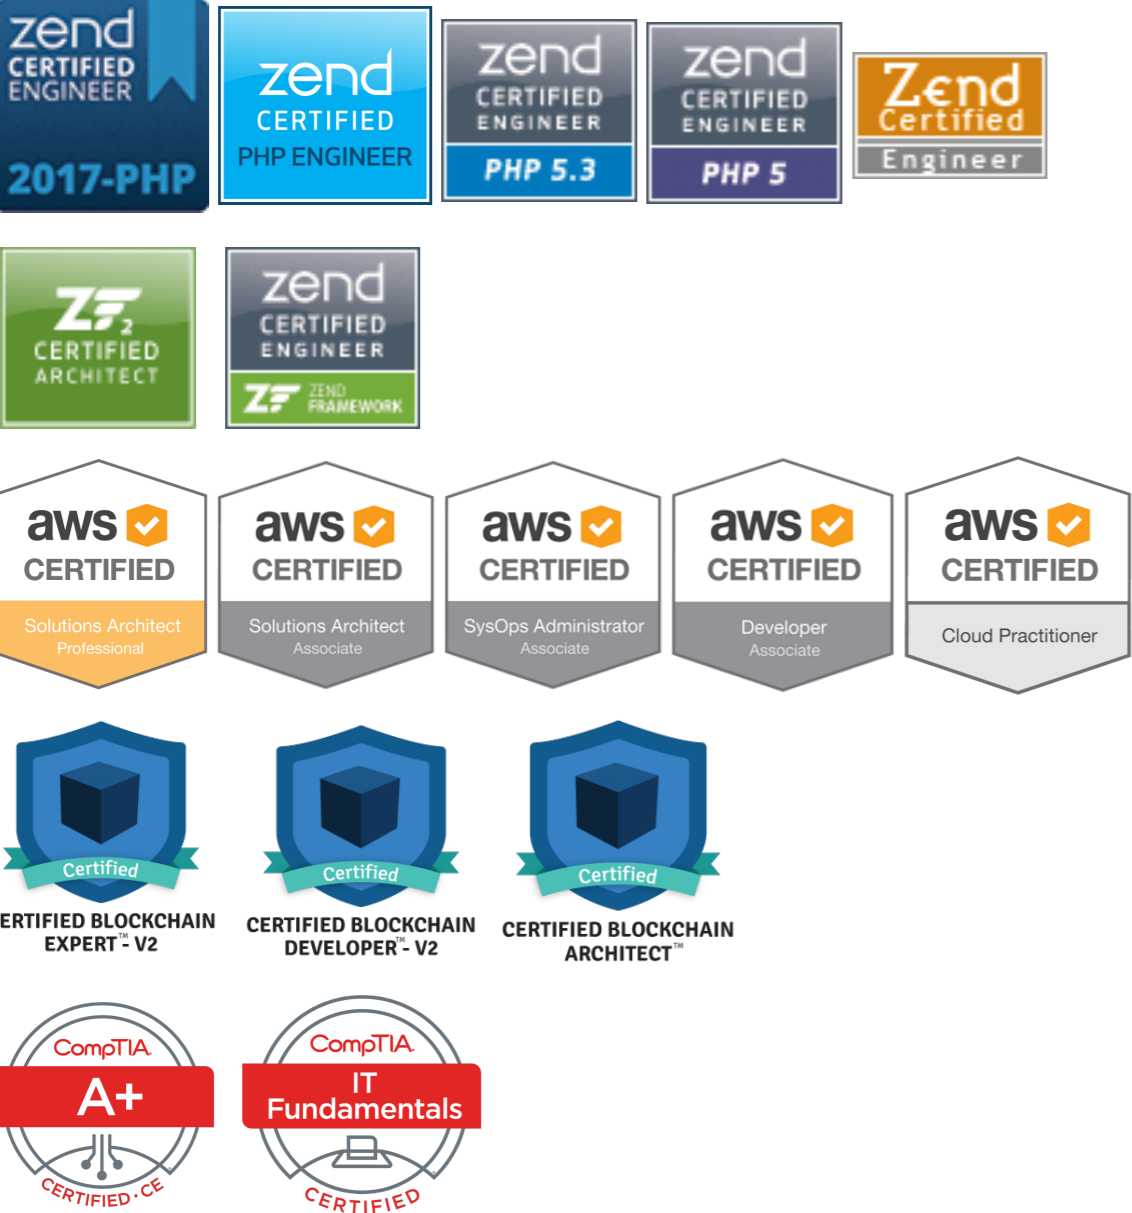 zend
CERTIFIED
ENGINEER
2017-PHP
zend
CERTIFIED
PHP ENGINEER
zend
CERTIFIED
ENGINEER
PHP 5.3
zend
CERTIFIED
ENGINEER
PHP 5
Z€nd
Certified
Engineer
ZF2
CERTIFIED
ARCHITECT
zend
CERTIFIED
ENGINEER
ZF ZEND
FRAMEWORK
aws
CERTIFIED
Solutions Architect
Professional
aws
CERTIFIED
Solutions Architect
Associate
aws
CERTIFIED
SysOps Administrator
Associate
aws
CERTIFIED
Developer
Associate
aws
CERTIFIED
Cloud Practitioner
Certified
ERTIFIED BLOCKCHAIN
EXPERT™- V2
Certified
CERTIFIED BLOCKCHAIN
DEVELOPER™- V2
Certified
CERTIFIED BLOCKCHAIN
ARCHITECT™
CompTIA.
A+
CERTIFIED·CE
CompTIA.
IT
Fundamentals
CERTIFIED